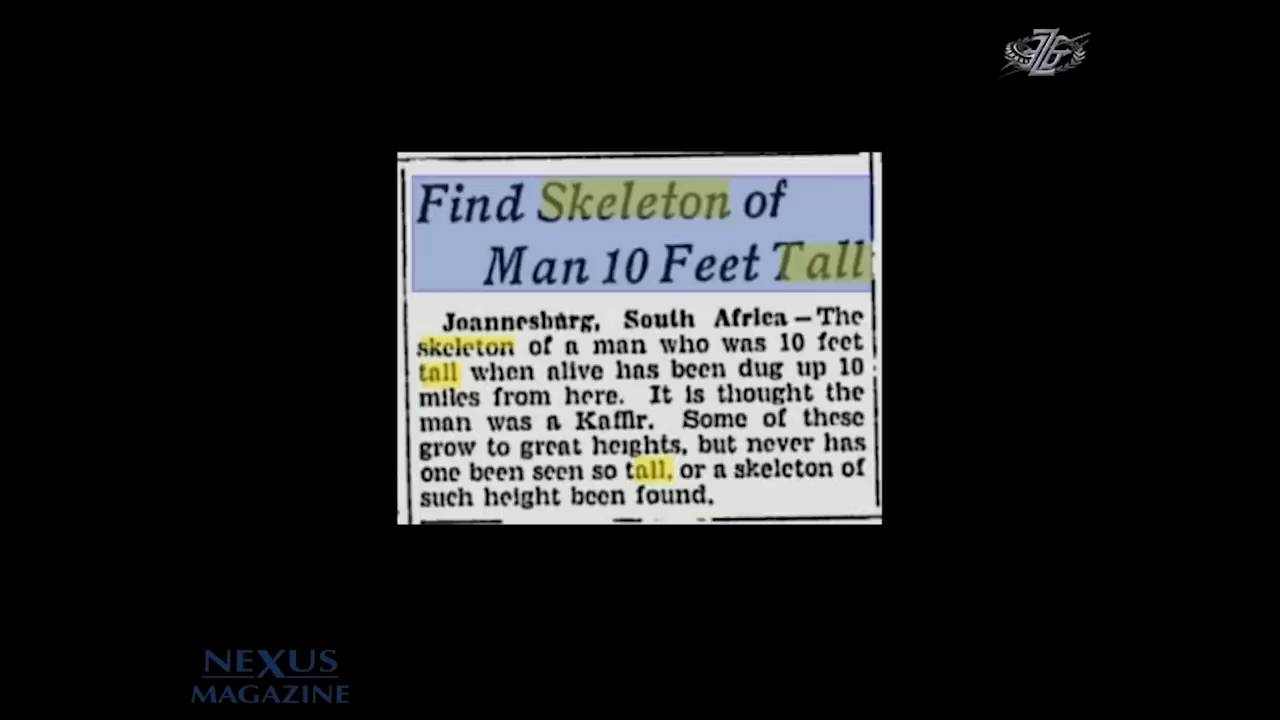 Find Skeleton of
Man 10 Feet Tall
Joannesburg, South Africa—The
skeleton of a man who was 10 feet
tall when alive has been dug up 10
miles from here. It is thought the
man was a Kaffir. Some of these
grow to great heights, but never has
one been seen so tall, or a skeleton of
such height been found.
NEXUS
MAGAZINE